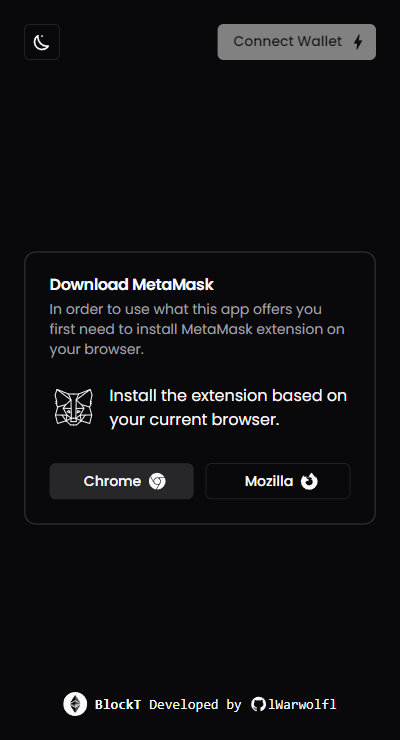 Connect Wallet
Download MetaMask
In order to use what this app offers you
first need to install MetaMask extension on
your browser.
Install the extension based on
your current browser.
Chrome
Mozilla
BlockT Developed by lWarwolfl